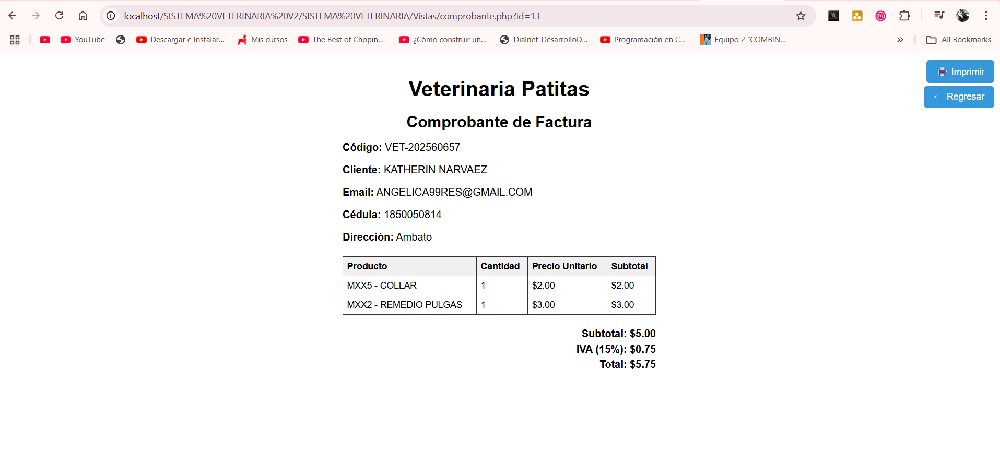 localhost/SISTEMA%20VETERINARIA%20V2/SISTEMA%20VETERINARIA/Vistas/comprobante.php?id=13
YouTube
Descargar e Instalar...
Mis cursos
The Best of Chopin...
¿Cómo construir un...
Dialnet-DesarrolloD...
Programación en C...
Equipo 2 “COMBIN...
»
All Bookmarks
Imprimir
← Regresar
Veterinaria Patitas
Comprobante de Factura
Código: VET-202560657
Cliente: KATHERIN NARVAEZ
Email: ANGELICA99RES@GMAIL.COM
Cédula: 1850050814
Dirección: Ambato
Producto Cantidad Precio Unitario Subtotal
MXX5 - COLLAR 1 $2.00 $2.00
MXX2 - REMEDIO PULGAS 1 $3.00 $3.00
Subtotal: $5.00
IVA (15%): $0.75
Total: $5.75